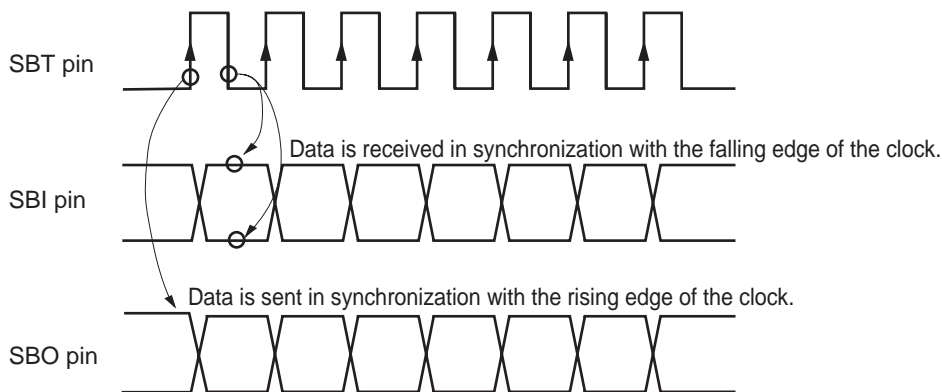 SBT pin
Data is received in synchronization with the falling edge of the clock.
SBI pin
Data is sent in synchronization with the rising edge of the clock.
SBO pin